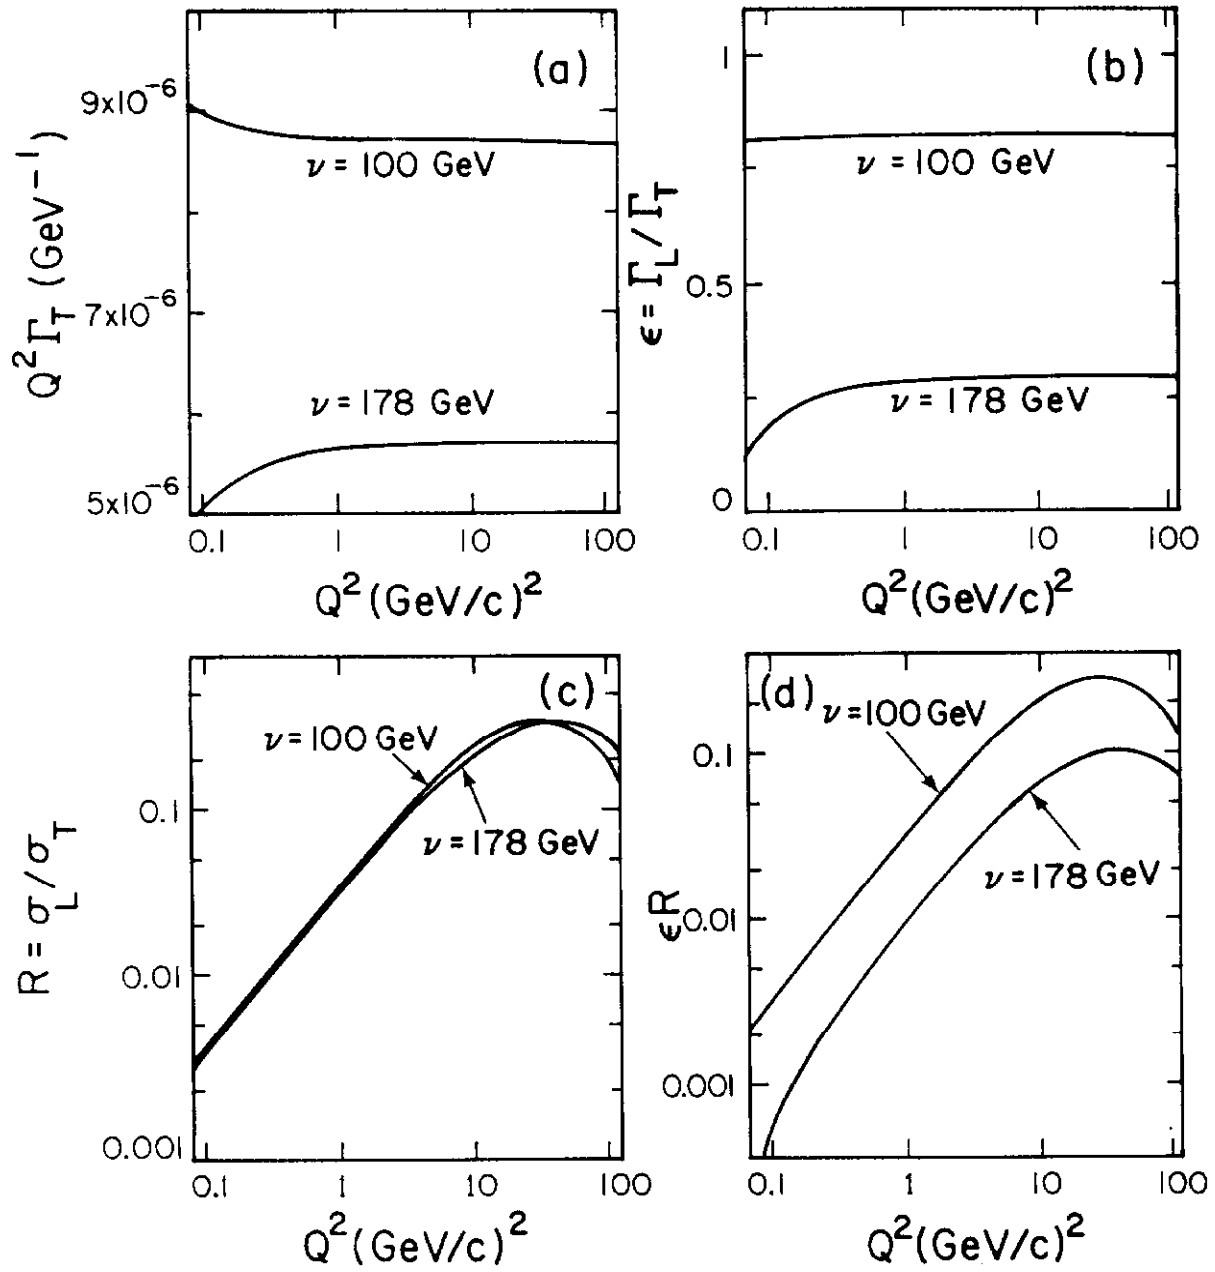 (a)
Q² Γ_T (GeV⁻¹)
9x10⁻⁶
7x10⁻⁶
5x10⁻⁶
ν = 100 GeV
ν = 178 GeV
0.1 1 10 100
Q² (GeV/c)²
(b)
ϵ = Γ_L / Γ_T
1
0.5
0
ν = 100 GeV
ν = 178 GeV
0.1 1 10 100
Q² (GeV/c)²
(c)
R = σ_L / σ_T
0.1
0.01
0.001
ν = 100 GeV
ν = 178 GeV
0.1 1 10 100
Q² (GeV/c)²
(d)
ϵR
0.1
0.01
0.001
ν = 100 GeV
ν = 178 GeV
0.1 1 10 100
Q² (GeV/c)²